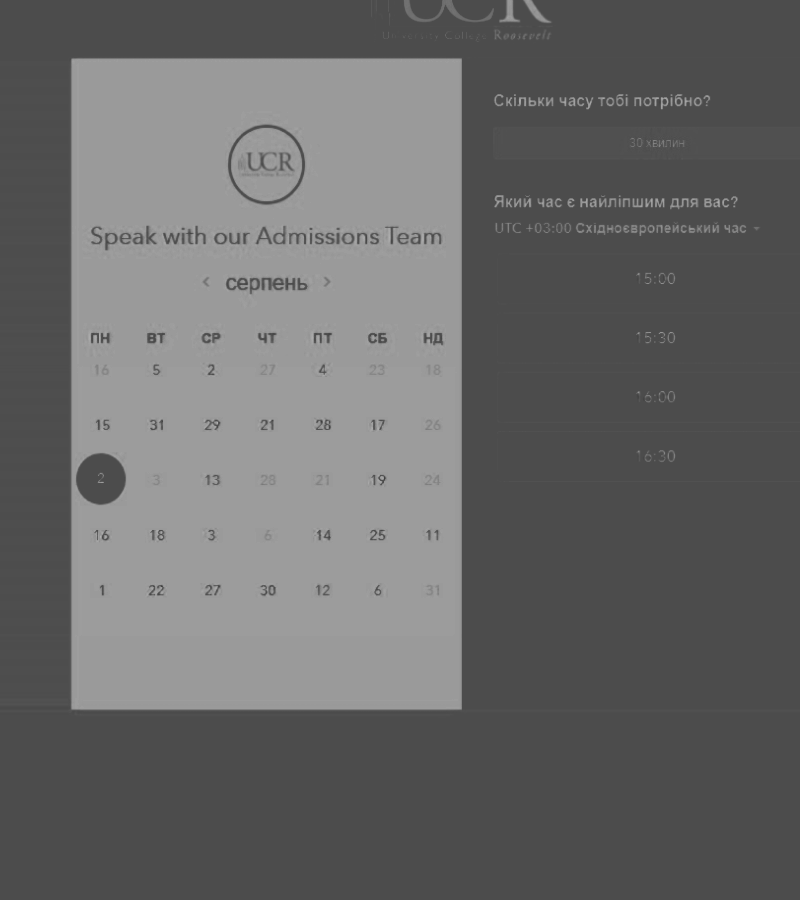 UCR
University College Roosevelt
UCR
Speak with our Admissions Team
серпень
ПН ВТ СР ЧТ ПТ СБ НД
16 5 2 27 4 23 18
15 31 29 21 28 17 26
2 3 13 28 21 19 24
16 18 3 6 14 25 11
1 22 27 30 12 6 31
Скільки часу тобі потрібно?
30 хвилин
Який час є найліпшим для вас?
UTC +03:00 Східноєвропейський час
15:00
15:30
16:00
16:30